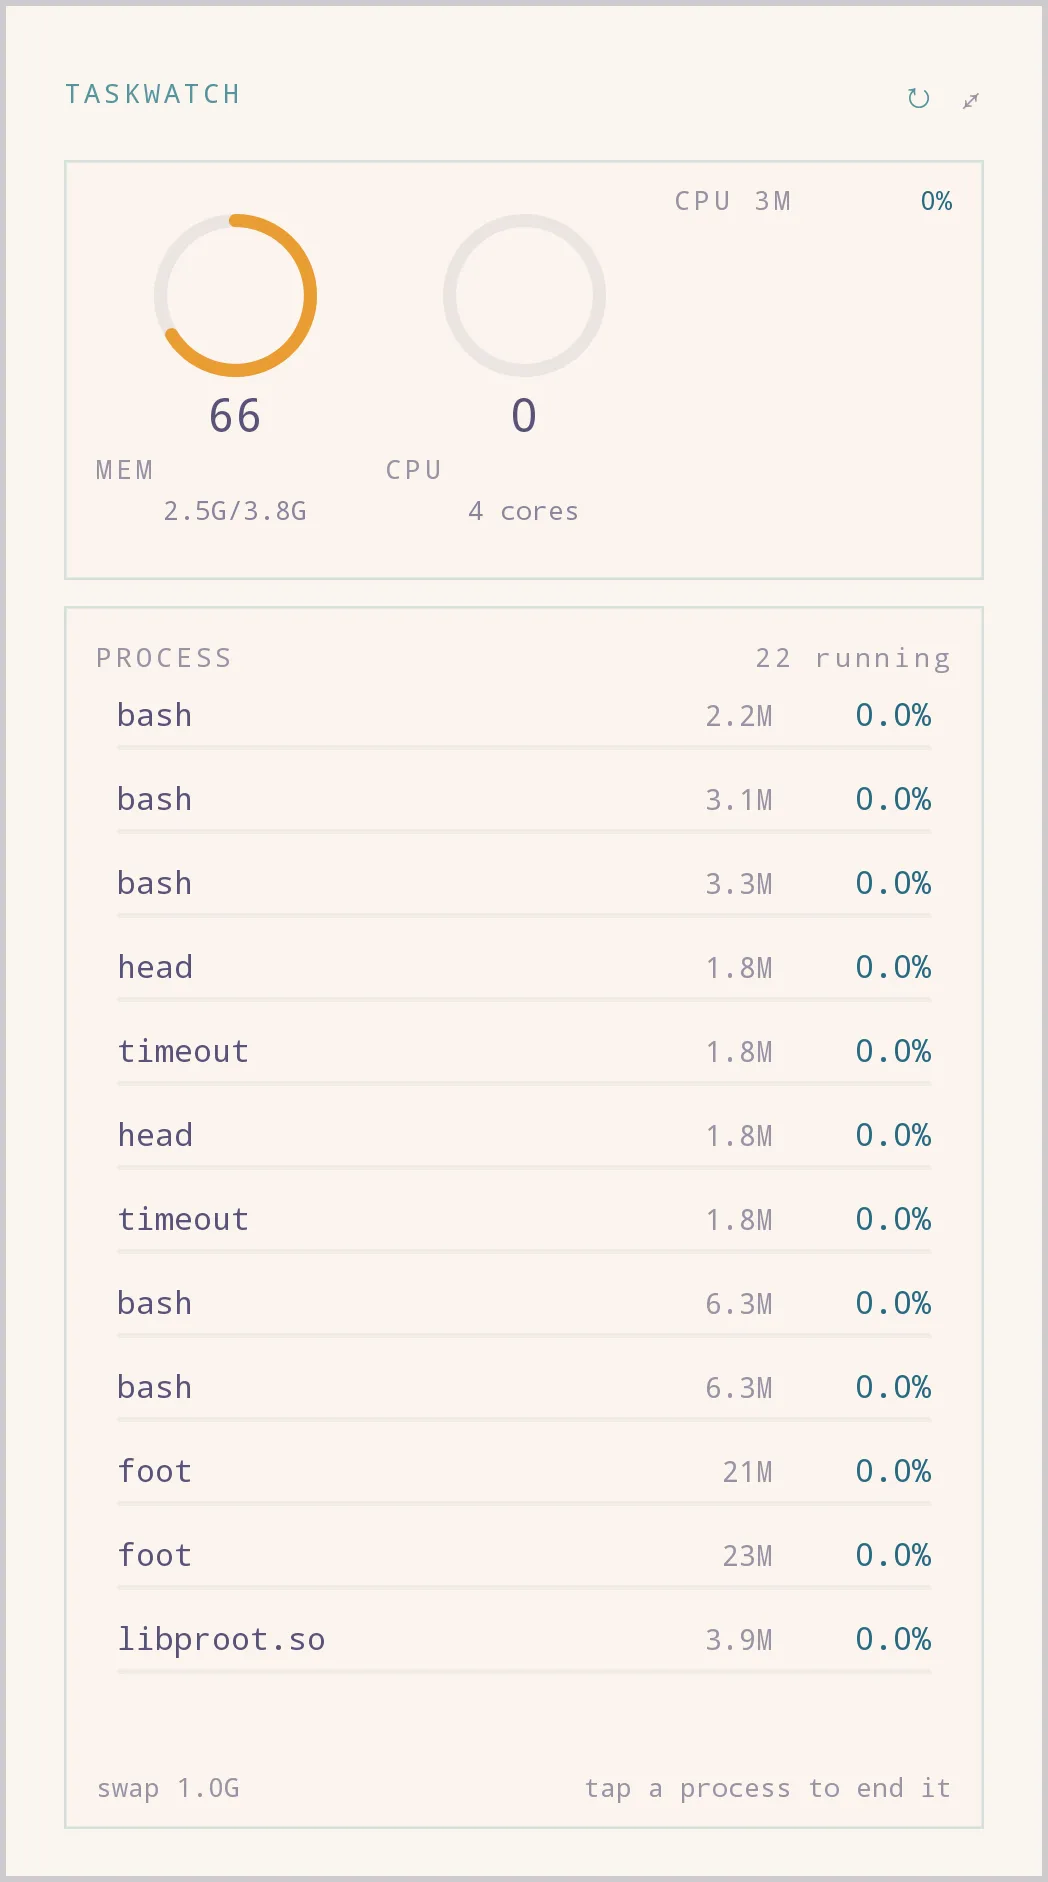 TASKWATCH
CPU 3M 0%
66 0
MEM CPU
2.5G/3.8G 4 cores
PROCESS 22 running
bash 2.2M 0.0%
bash 3.1M 0.0%
bash 3.3M 0.0%
head 1.8M 0.0%
timeout 1.8M 0.0%
head 1.8M 0.0%
timeout 1.8M 0.0%
bash 6.3M 0.0%
bash 6.3M 0.0%
foot 21M 0.0%
foot 23M 0.0%
libproot.so 3.9M 0.0%
swap 1.0G tap a process to end it